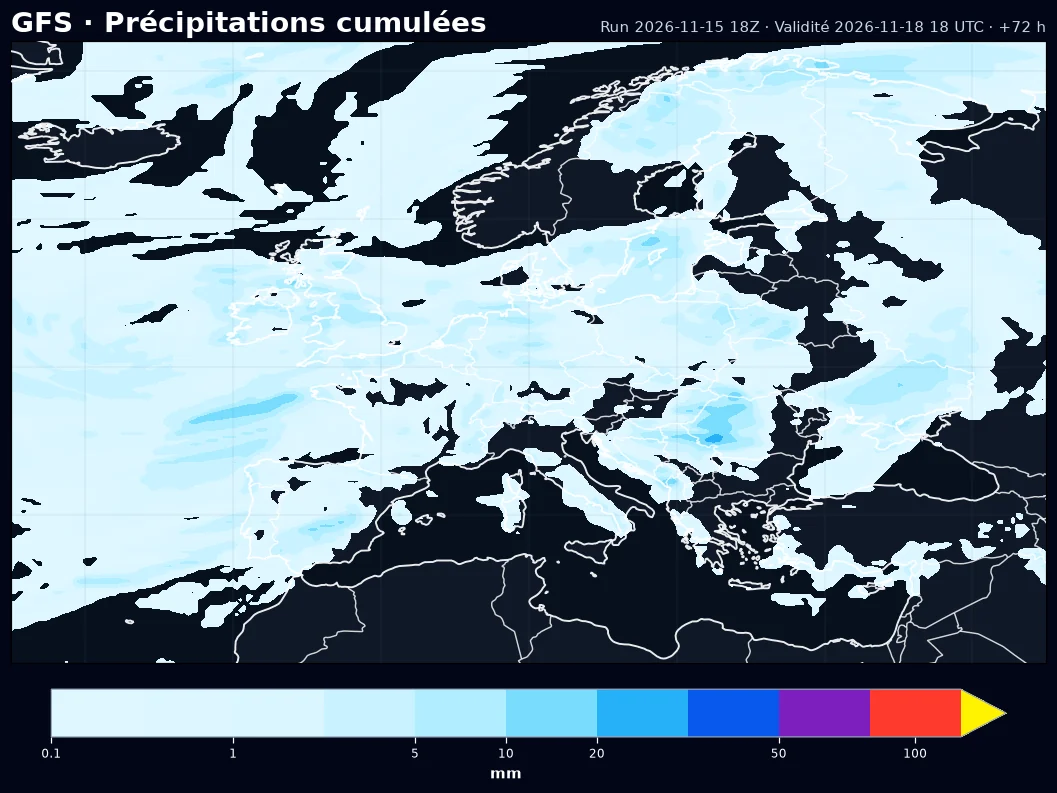 GFS · Précipitations cumulées
Run 2026-11-15 18Z · Validité 2026-11-18 18 UTC · +72 h
0.1 1 5 10 20 50 100
mm